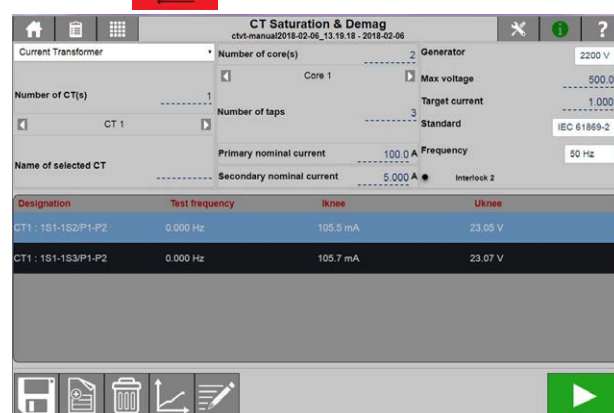 CT Saturation & Demag
ctvt-manual2018-02-06_13.19.18 - 2018-02-06
i
?
Current Transformer
Number of core(s) 2
Generator 2200 V
Core 1
Max voltage 500.0
Number of CT(s) 1
Target current 1.000
Number of taps 3
CT 1
Standard IEC 61869-2
Primary nominal current 100.0 A
Frequency 50 Hz
Name of selected CT
Secondary nominal current 5.000 A
Interlock 2
Designation Test frequency Iknee Uknee
CT1 : 1S1-1S2/P1-P2 0.000 Hz 105.5 mA 23.05 V
CT1 : 1S1-1S3/P1-P2 0.000 Hz 105.7 mA 23.07 V